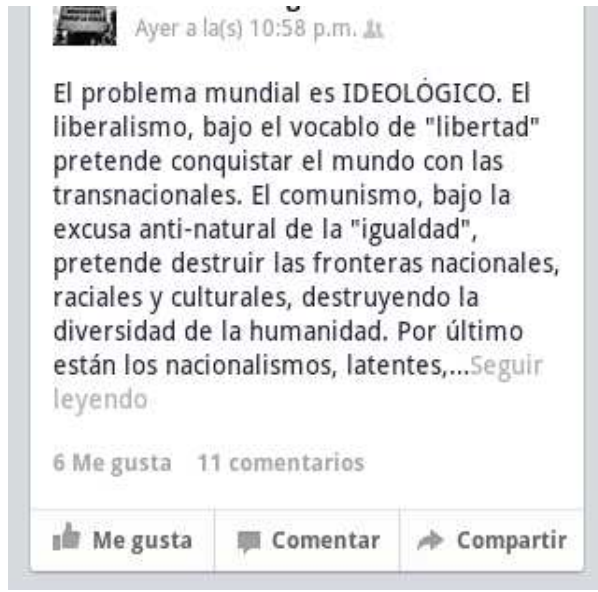 Ayer a la(s) 10:58 p.m.
El problema mundial es IDEOLÓGICO. El
liberalismo, bajo el vocablo de "libertad"
pretende conquistar el mundo con las
transnacionales. El comunismo, bajo la
excusa anti-natural de la "igualdad",
pretende destruir las fronteras nacionales,
raciales y culturales, destruyendo la
diversidad de la humanidad. Por último
están los nacionalismos, latentes,...Seguir
leyendo
6 Me gusta 11 comentarios
Me gusta Comentar Compartir